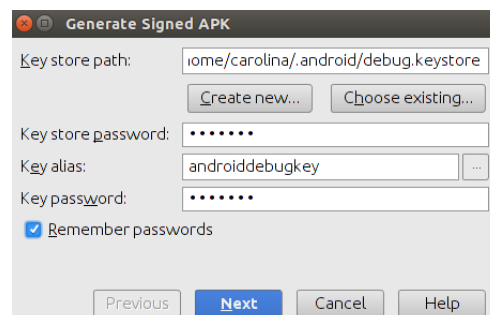 Generate Signed APK
Key store path: ome/carolina/.android/debug.keystore
Create new... Choose existing...
Key store password: •••••••
Key alias: androiddebugkey ...
Key password: •••••••
Remember passwords
Previous Next Cancel Help